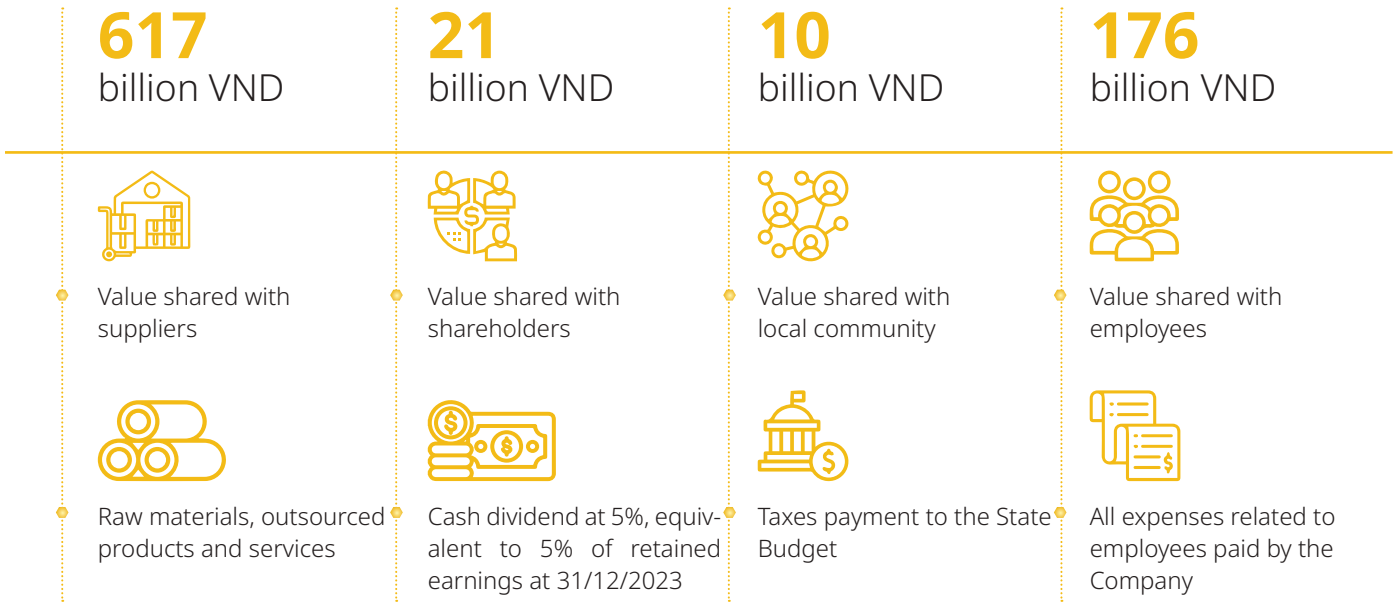 617
billion VND
21
billion VND
10
billion VND
176
billion VND
Value shared with
suppliers
Value shared with
shareholders
Value shared with
local community
Value shared with
employees
Raw materials, outsourced
products and services
Cash dividend at 5%, equiv-
alent to 5% of retained
earnings at 31/12/2023
Taxes payment to the State
Budget
All expenses related to
employees paid by the
Company